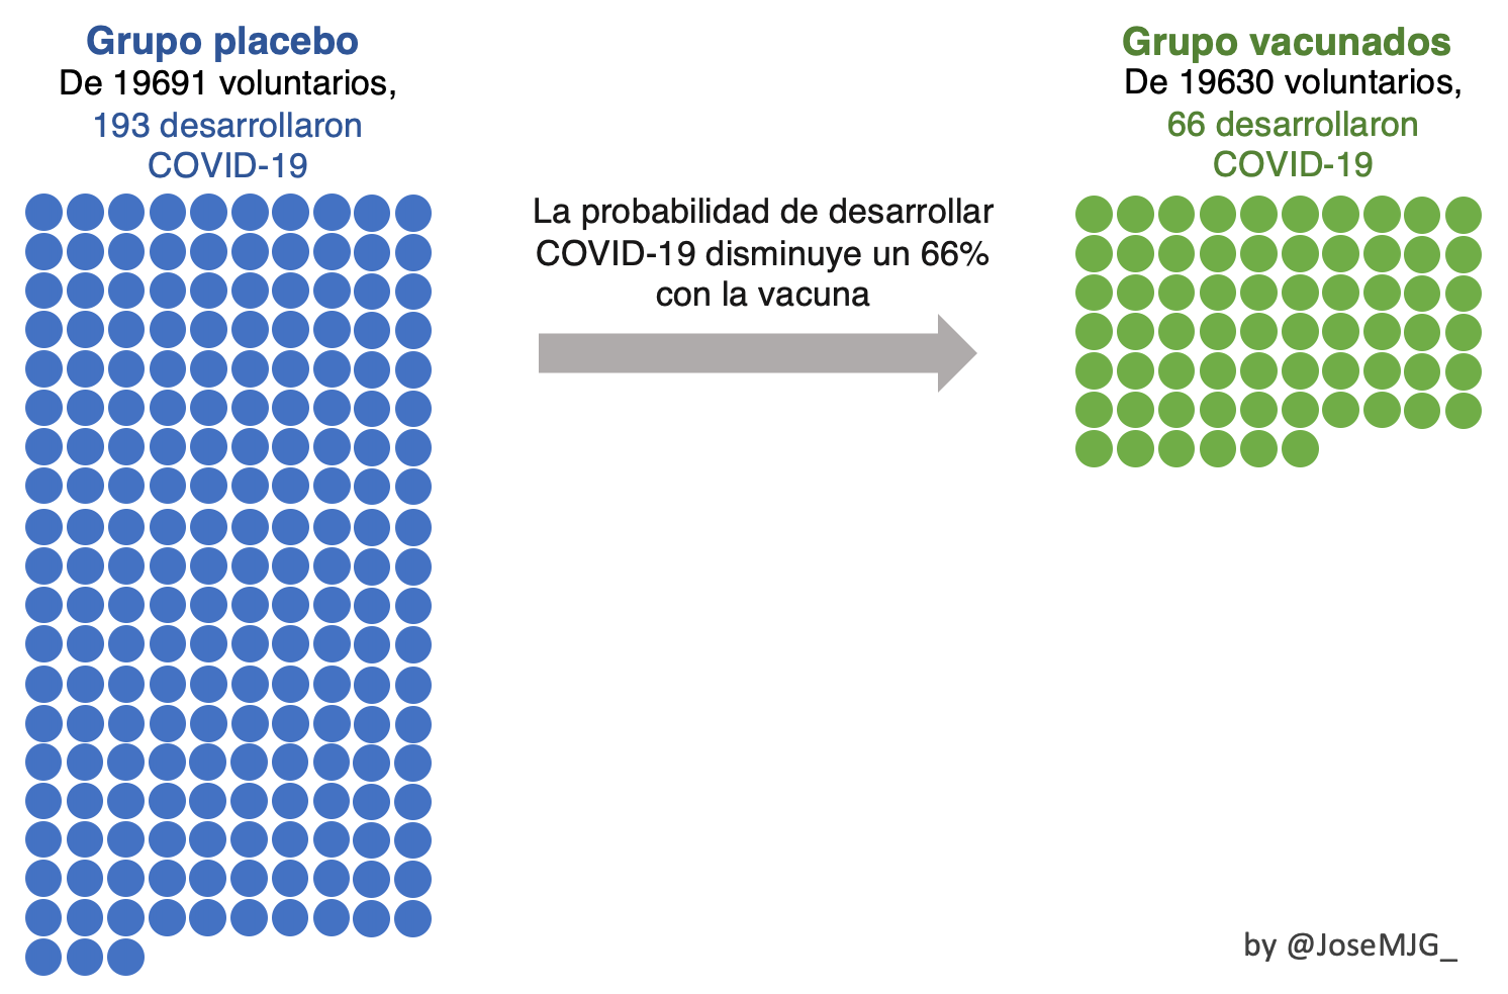 Grupo placebo
De 19691 voluntarios,
193 desarrollaron
COVID-19
La probabilidad de desarrollar
COVID-19 disminuye un 66%
con la vacuna
Grupo vacunados
De 19630 voluntarios,
66 desarrollaron
COVID-19
by @JoseMJG_